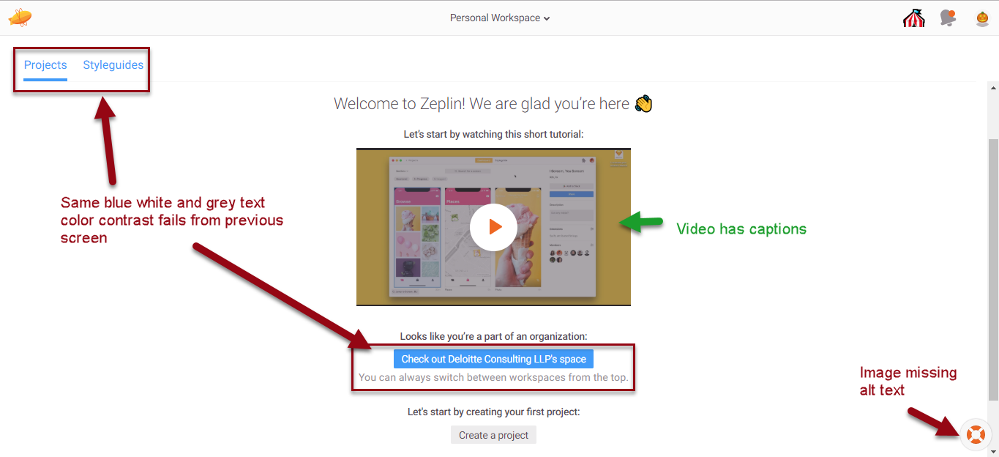 Personal Workspace
Projects Styleguides
Welcome to Zeplin! We are glad you’re here
Let’s start by watching this short tutorial:
Browse
Places
Same blue white and grey text
color contrast fails from previous
screen
Video has captions
Looks like you’re a part of an organization:
Check out Deloitte Consulting LLP's space
You can always switch between workspaces from the top.
Image missing
alt text
Let's start by creating your first project:
Create a project